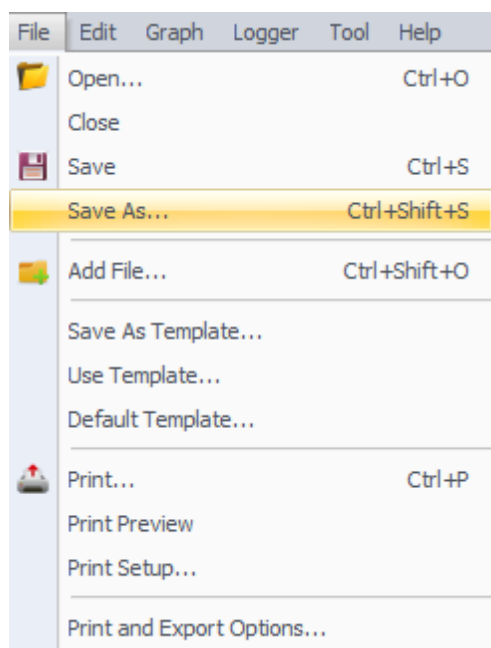 File Edit Graph Logger Tool Help
Open... Ctrl+O
Close
Save Ctrl+S
Save As... Ctrl+Shift+S
Add File... Ctrl+Shift+O
Save As Template...
Use Template...
Default Template...
Print... Ctrl+P
Print Preview
Print Setup...
Print and Export Options...